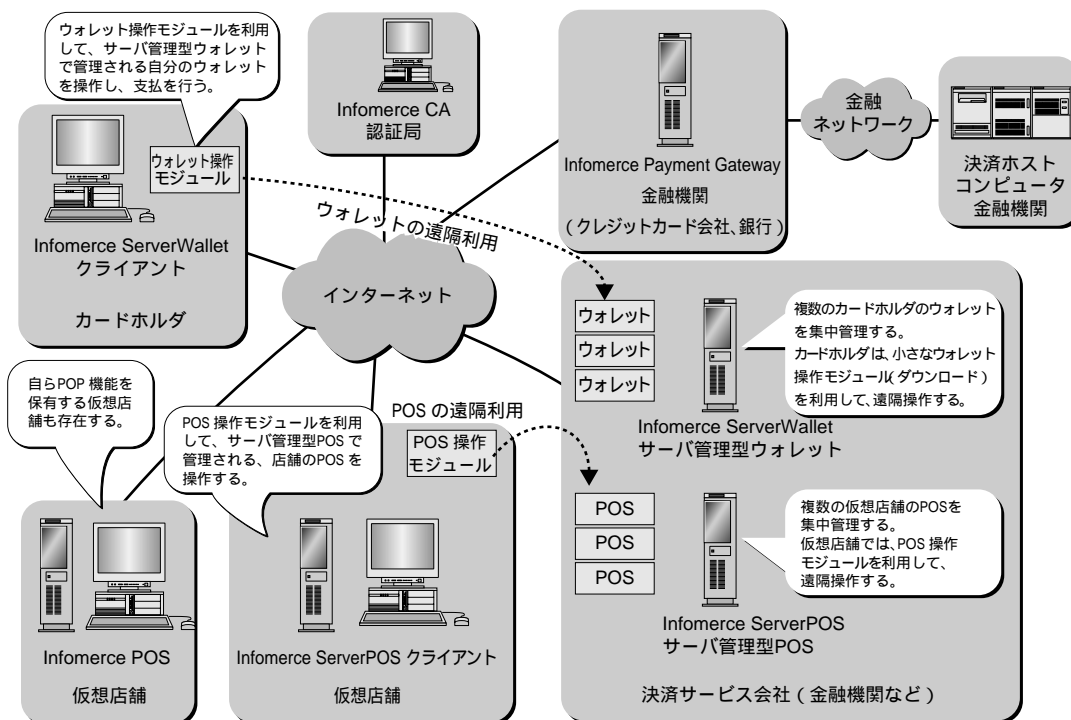 ウォレット操作モジュールを利用
して、サーバ管理型ウォレット
で管理される自分のウォレット
を操作し、支払を行う。
ウォレット操作
モジュール
Infomerce ServerWallet
クライアント
カードホルダ
Infomerce CA
認証局
Infomerce Payment Gateway
金融機関
(クレジットカード会社、銀行)
金融
ネットワーク
決済ホスト
コンピュータ
金融機関
ウォレットの遠隔利用
インターネット
自らPOP 機能を
保有する仮想店
舗も存在する。
POS 操作モジュールを利用
して、サーバ管理型POS で
管理される、店舗のPOS を
操作する。
POS の遠隔利用
POS 操作
モジュール
Infomerce POS
仮想店舗
Infomerce ServerPOS クライアント
仮想店舗
ウォレット
ウォレット
ウォレット
複数のカードホルダのウォレット
を集中管理する。
カードホルダは、小さなウォレット
操作モジュール(ダウンロード)
を利用して、遠隔操作する。
Infomerce ServerWallet
サーバ管理型ウォレット
POS
POS
POS
複数の仮想店舗のPOSを
集中管理する。
仮想店舗では、POS 操作
モジュールを利用して、
遠隔操作する。
Infomerce ServerPOS
サーバ管理型POS
決済サービス会社(金融機関など)